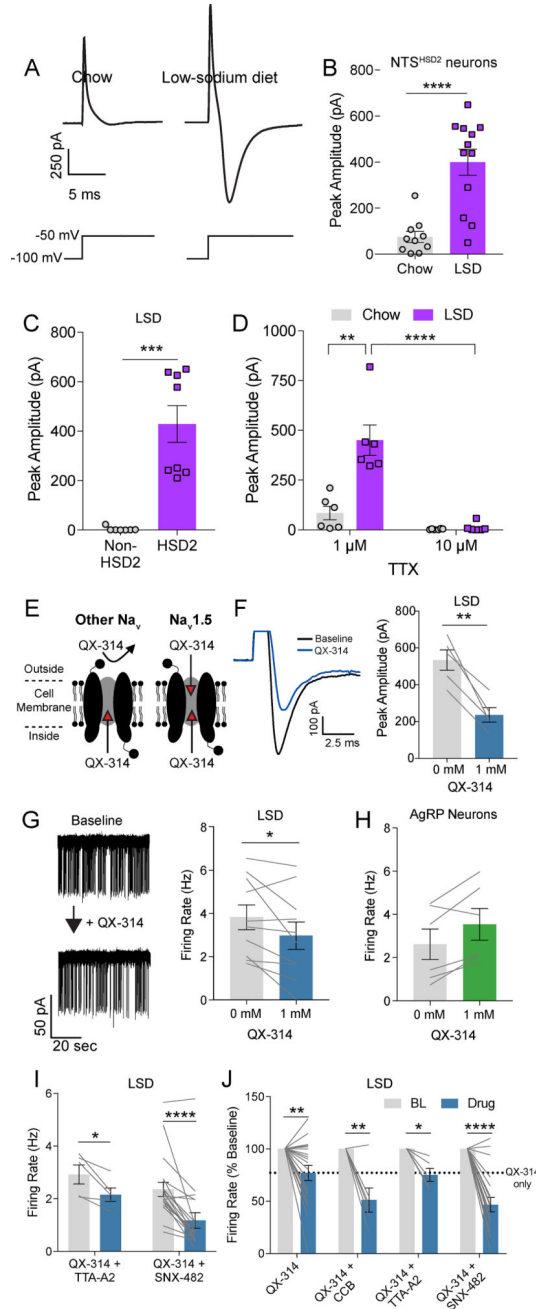 A
Chow
Low-sodium diet
250 pA
5 ms
-50 mV
-100 mV
B
NTSHSD2 neurons
****
Peak Amplitude (pA)
800
600
400
200
0
Chow
LSD
C
LSD
***
Peak Amplitude (pA)
800
600
400
200
0
Non-
HSD2
HSD2
D
Chow
LSD
**
****
Peak Amplitude (pA)
1000
750
500
250
0
1 µM
10 µM
TTX
E
Other Nav
Nav1.5
QX-314
QX-314
Outside
Cell
Membrane
Inside
QX-314
QX-314
F
Baseline
QX-314
100 pA
2.5 ms
LSD
**
Peak Amplitude (pA)
800
600
400
200
0
0 mM
1 mM
QX-314
G
Baseline
+ QX-314
50 pA
20 sec
LSD
*
Firing Rate (Hz)
8
6
4
2
0
0 mM
1 mM
QX-314
H
AgRP Neurons
Firing Rate (Hz)
8
6
4
2
0
0 mM
1 mM
QX-314
I
LSD
*
****
Firing Rate (Hz)
6
4
2
0
QX-314 +
TTA-A2
QX-314 +
SNX-482
J
LSD
BL
Drug
**
**
*
****
Firing Rate (% Baseline)
150
100
50
0
QX-314
only
QX-314
QX-314 +
CCB
QX-314 +
TTA-A2
QX-314 +
SNX-482